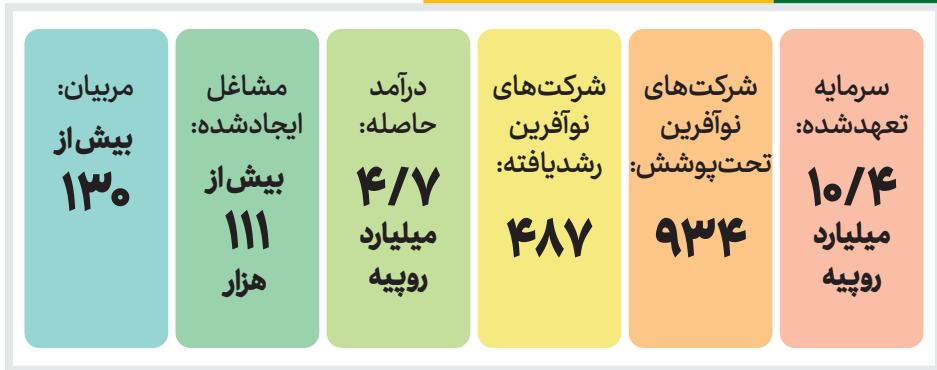 سرمایه
تعهدشده:
۱۰/۴
میلیارد
روپیه
شرکت‌های
نوآفرین
تحت‌پوشش:
۹۳۴
شرکت‌های
نوآفرین
رشدیافته:
۴۸۷
درآمد
حاصله:
۴/۷
میلیارد
روپیه
مشاغل
ایجادشده:
بیش‌از
۱۱۱
هزار
مربیان:
بیش‌از
۱۳۰